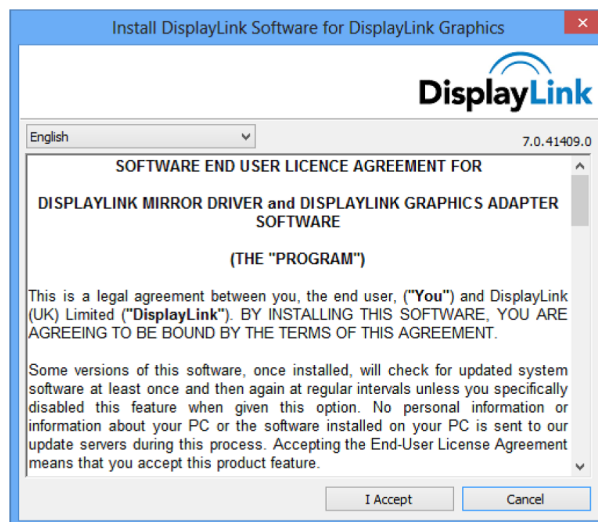 Install DisplayLink Software for DisplayLink Graphics
DisplayLink
English
7.0.41409.0
SOFTWARE END USER LICENCE AGREEMENT FOR
DISPLAYLINK MIRROR DRIVER and DISPLAYLINK GRAPHICS ADAPTER
SOFTWARE
(THE "PROGRAM")
This is a legal agreement between you, the end user, ("You") and DisplayLink
(UK) Limited ("DisplayLink"). BY INSTALLING THIS SOFTWARE, YOU ARE
AGREEING TO BE BOUND BY THE TERMS OF THIS AGREEMENT.
Some versions of this software, once installed, will check for updated system
software at least once and then again at regular intervals unless you specifically
disabled this feature when given this option. No personal information or
information about your PC or the software installed on your PC is sent to our
update servers during this process. Accepting the End-User License Agreement
means that you accept this product feature.
I Accept
Cancel